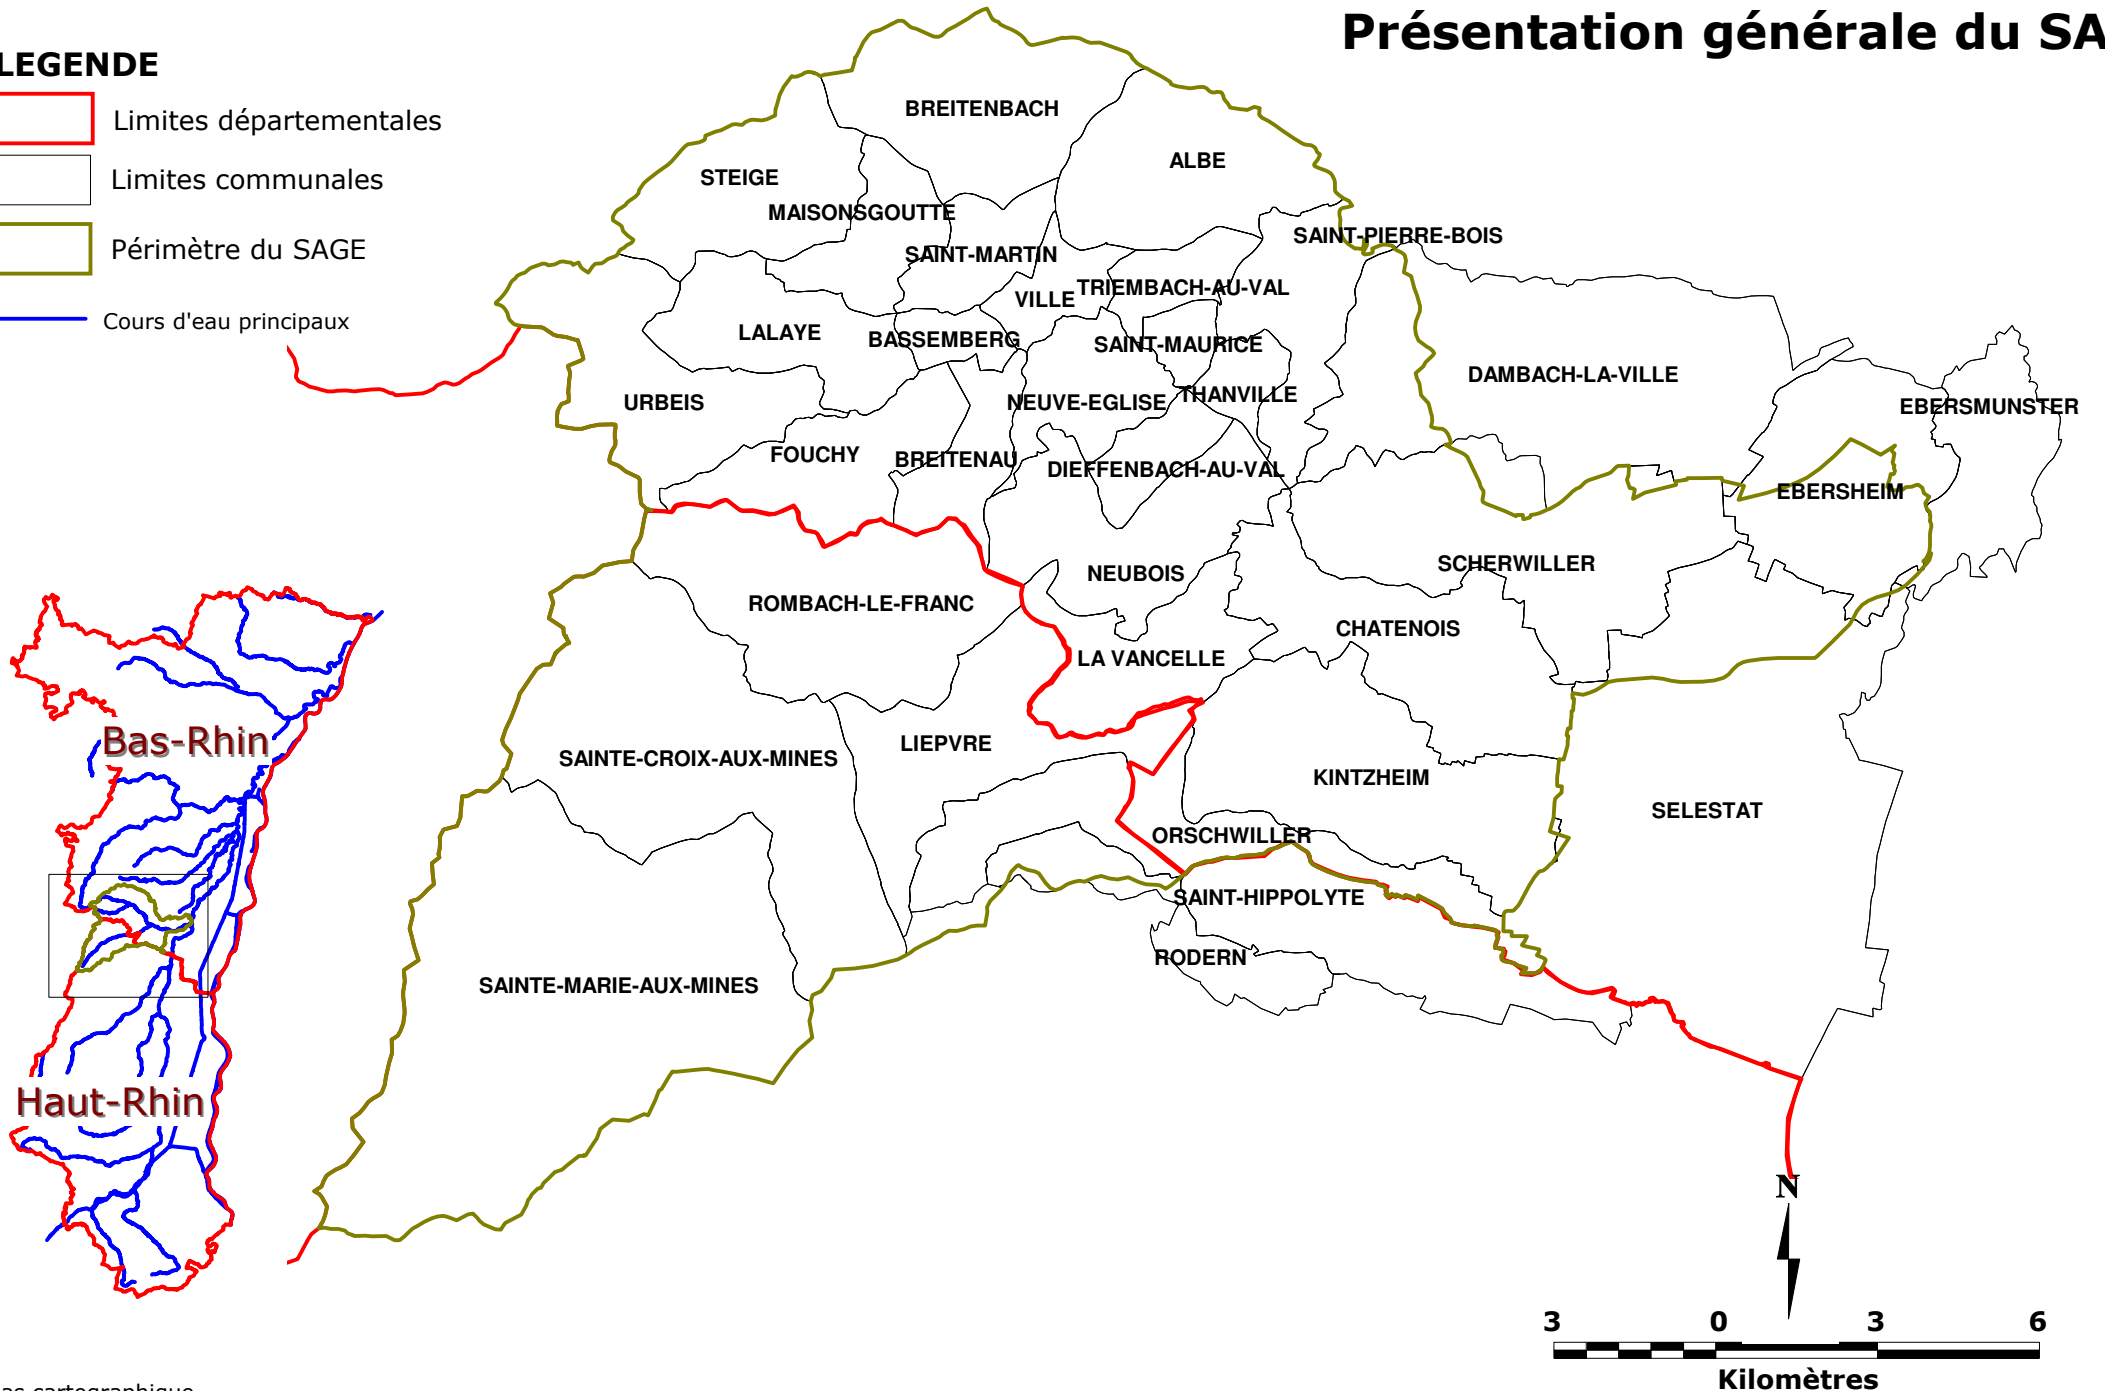 Présentation générale du SA
LEGENDE
Limites départementales
Limites communales
Périmètre du SAGE
Cours d'eau principaux
BREITENBACH
ALBE
STEIGE
MAISONSGOUTTE
SAINT-PIERRE-BOIS
SAINT-MARTIN
TRIEMBACH-AU-VAL
VILLE
LALAYE
BASSEMBERG
SAINT-MAURICE
DAMBACH-LA-VILLE
THANVILLE
URBEIS
NEUVE-EGLISE
EBERSMUNSTER
FOUCHY
BREITENAU
DIEFFENBACH-AU-VAL
EBERSHEIM
SCHERWILLER
NEUBOIS
ROMBACH-LE-FRANC
CHATENOIS
LA VANCELLE
Bas-Rhin
LIEPVRE
SAINTE-CROIX-AUX-MINES
KINTZHEIM
SELESTAT
ORSCHWILLER
SAINT-HIPPOLYTE
RODERN
SAINTE-MARIE-AUX-MINES
Haut-Rhin
N
3 0 3 6
Kilomètres
as cartographique